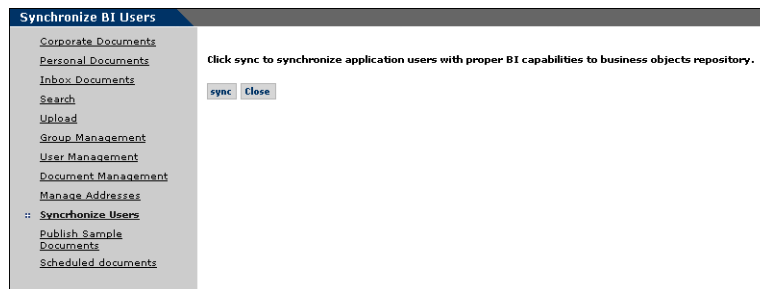 Synchronize BI Users
Corporate Documents
Personal Documents
Inbox Documents
Search
Upload
Group Management
User Management
Document Management
Manage Addresses
:: Syncrhonize Users
Publish Sample
Documents
Scheduled documents
Click sync to synchronize application users with proper BI capabilities to business objects repository.
sync Close